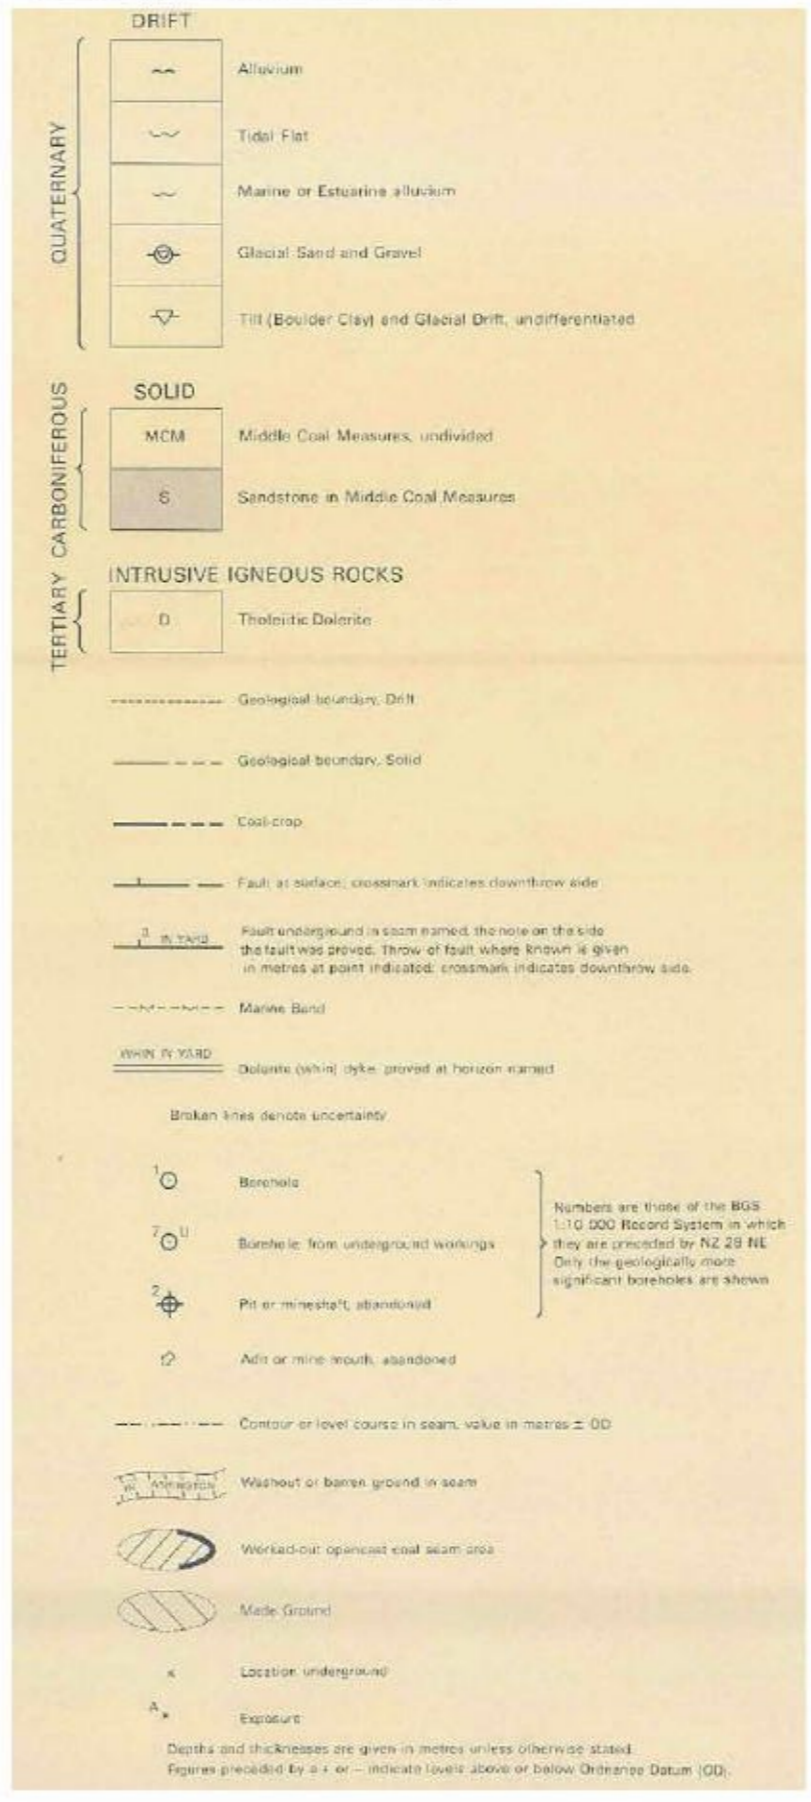 DRIFT
QUATERNARY
Alluvium
Tidal Flat
Marine or Estuarine alluvium
Glacial Sand and Gravel
Till (Boulder Clay) and Glacial Drift, undifferentiated
SOLID
CARBONIFEROUS
MCM Middle Coal Measures, undivided
S Sandstone in Middle Coal Measures
INTRUSIVE IGNEOUS ROCKS
TERTIARY
D Tholeiitic Dolerite
Geological boundary, Drift
Geological boundary, Solid
Coal-crop
Fault at surface; crossmark indicates downthrow side
IN YARD Fault underground in seam named, the note on the side
the fault was proved. Throw of fault where known is given
in metres at point indicated; crossmark indicates downthrow side.
Marine Band
WHIN IN YARD
Dolerite (whin) dyke, proved at horizon named
Broken lines denote uncertainty
1 Borehole
7 U Borehole from underground workings
2 Pit or mineshaft, abandoned
Numbers are those of the BGS
1:10 000 Record System in which
they are preceded by NZ 28 NE
Only the geologically more
significant boreholes are shown
Adit or mine mouth, abandoned
Contour or level course in seam, value in metres ± OD
IN ASHINGTON Washout or barren ground in seam
Worked-out opencast coal seam area
Made Ground
x Location underground
A x Exposure
Depths and thicknesses are given in metres unless otherwise stated
Figures preceded by a + or – indicate levels above or below Ordnance Datum (OD).